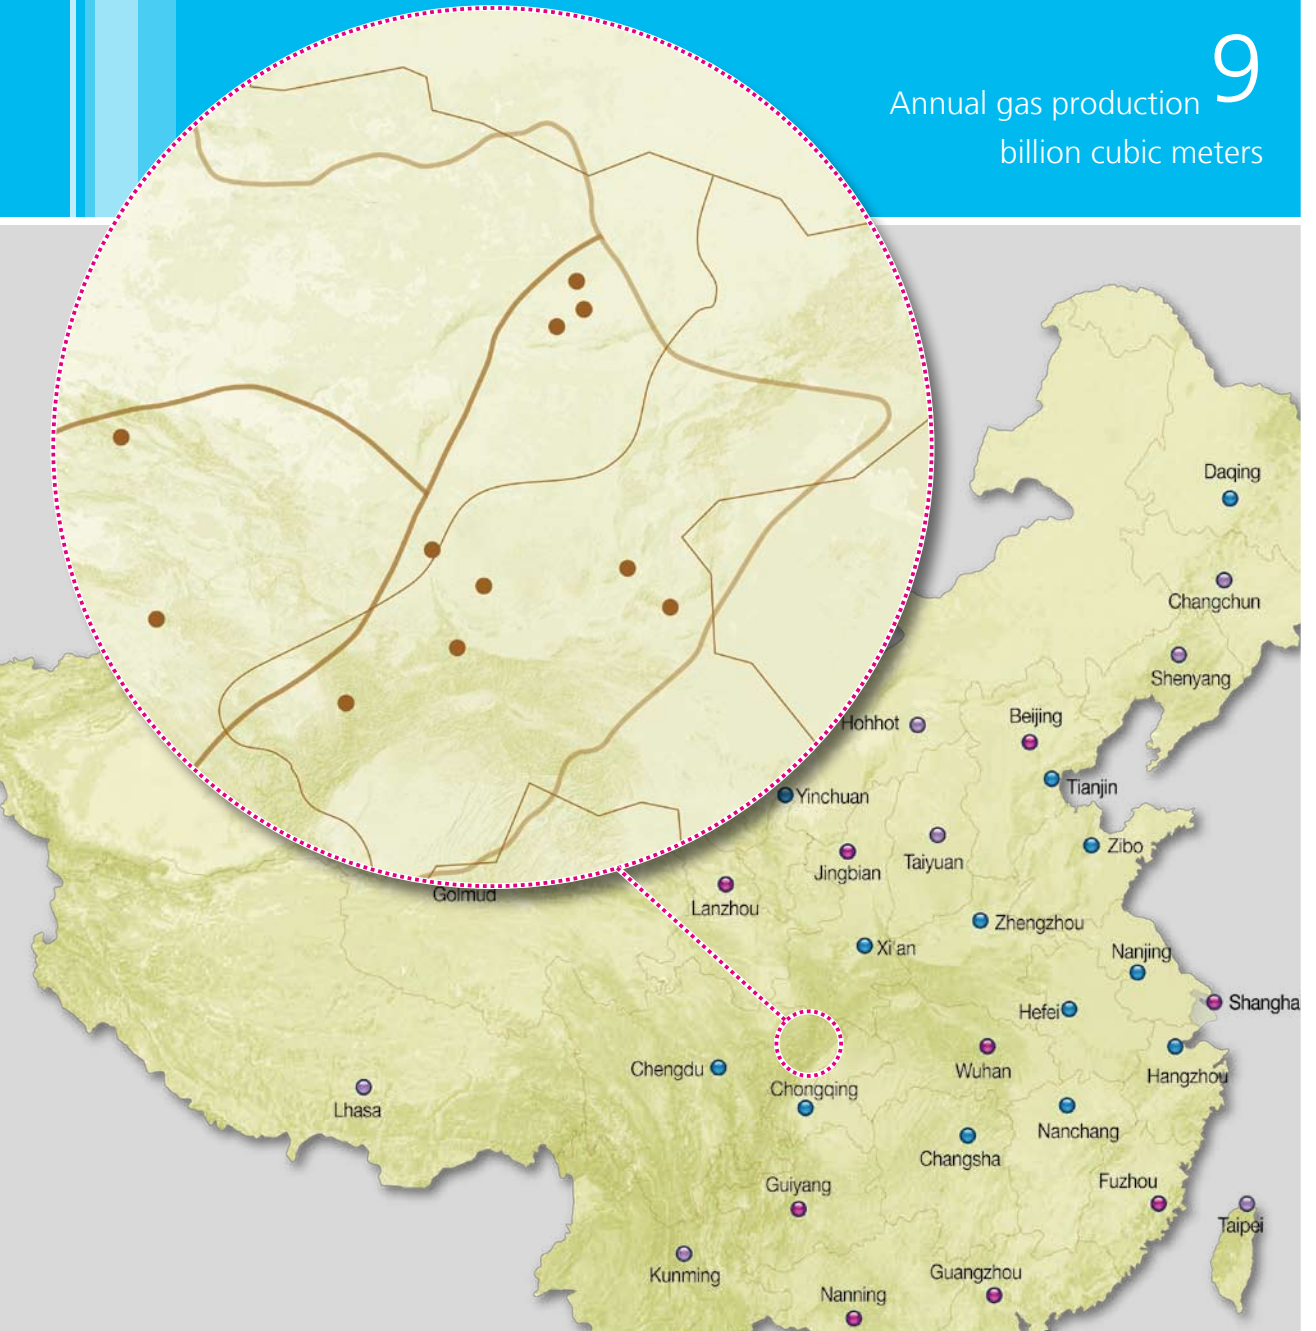 9
Annual gas production
billion cubic meters
Daqing
Changchun
Shenyang
Hohhot
Beijing
Tianjin
Yinchuan
Zibo
Taiyuan
Jingbian
Golmud
Lanzhou
Zhengzhou
Xi'an
Nanjing
Shangha
Hefei
Chengdu
Wuhan
Hangzhou
Chongqing
Lhasa
Nanchang
Changsha
Fuzhou
Guiyang
Taipei
Kunming
Guangzhou
Nanning